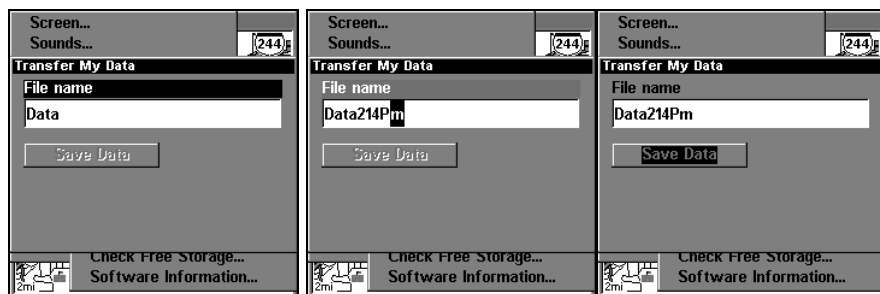 Screen...
Sounds...
244
Transfer My Data
File name
Data
Save Data
Check Free Storage...
Software Information...
2mi
Screen...
Sounds...
244
Transfer My Data
File name
Data214Pm
Save Data
Check Free Storage...
Software Information...
2mi
Screen...
Sounds...
244
Transfer My Data
File name
Data214Pm
Save Data
Check Free Storage...
Software Information...
2mi